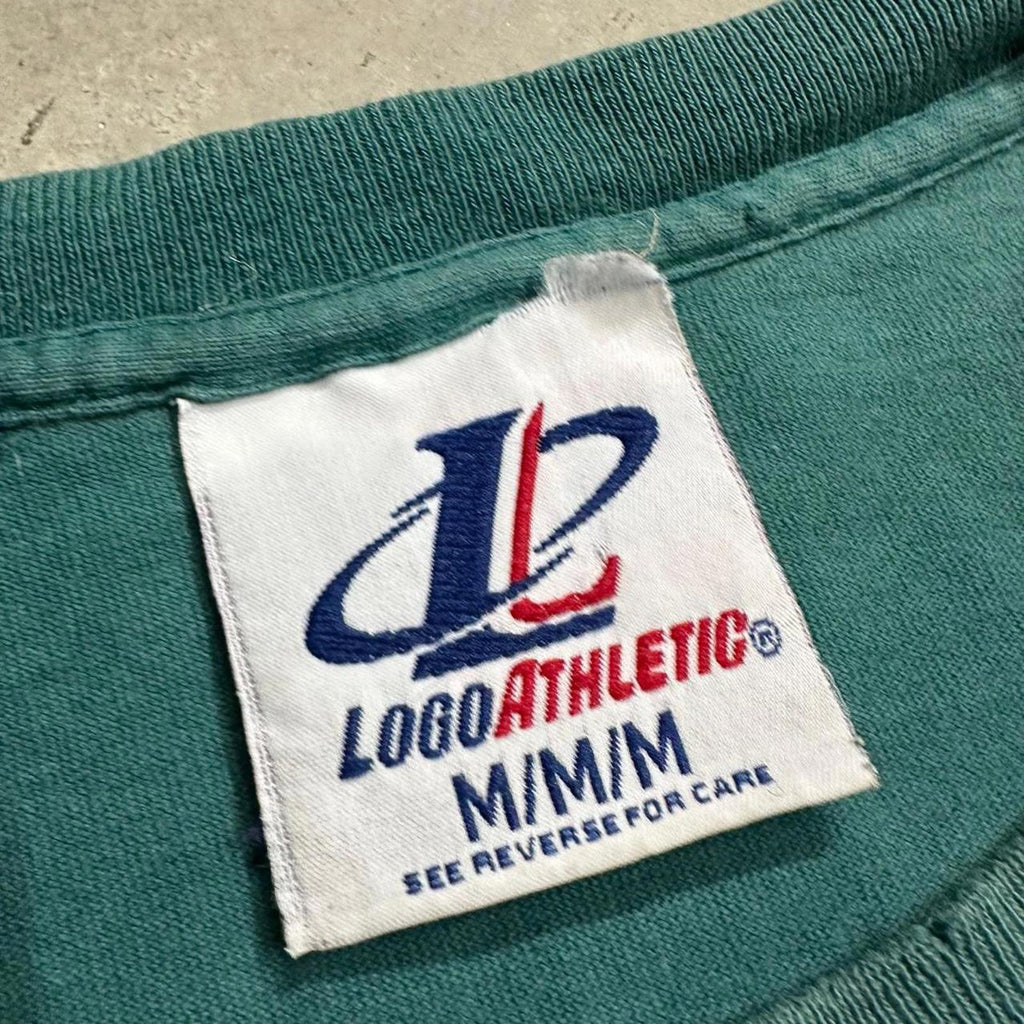 L
LOGOATHLETIC®
M/M/M
SEE REVERSE FOR CARE